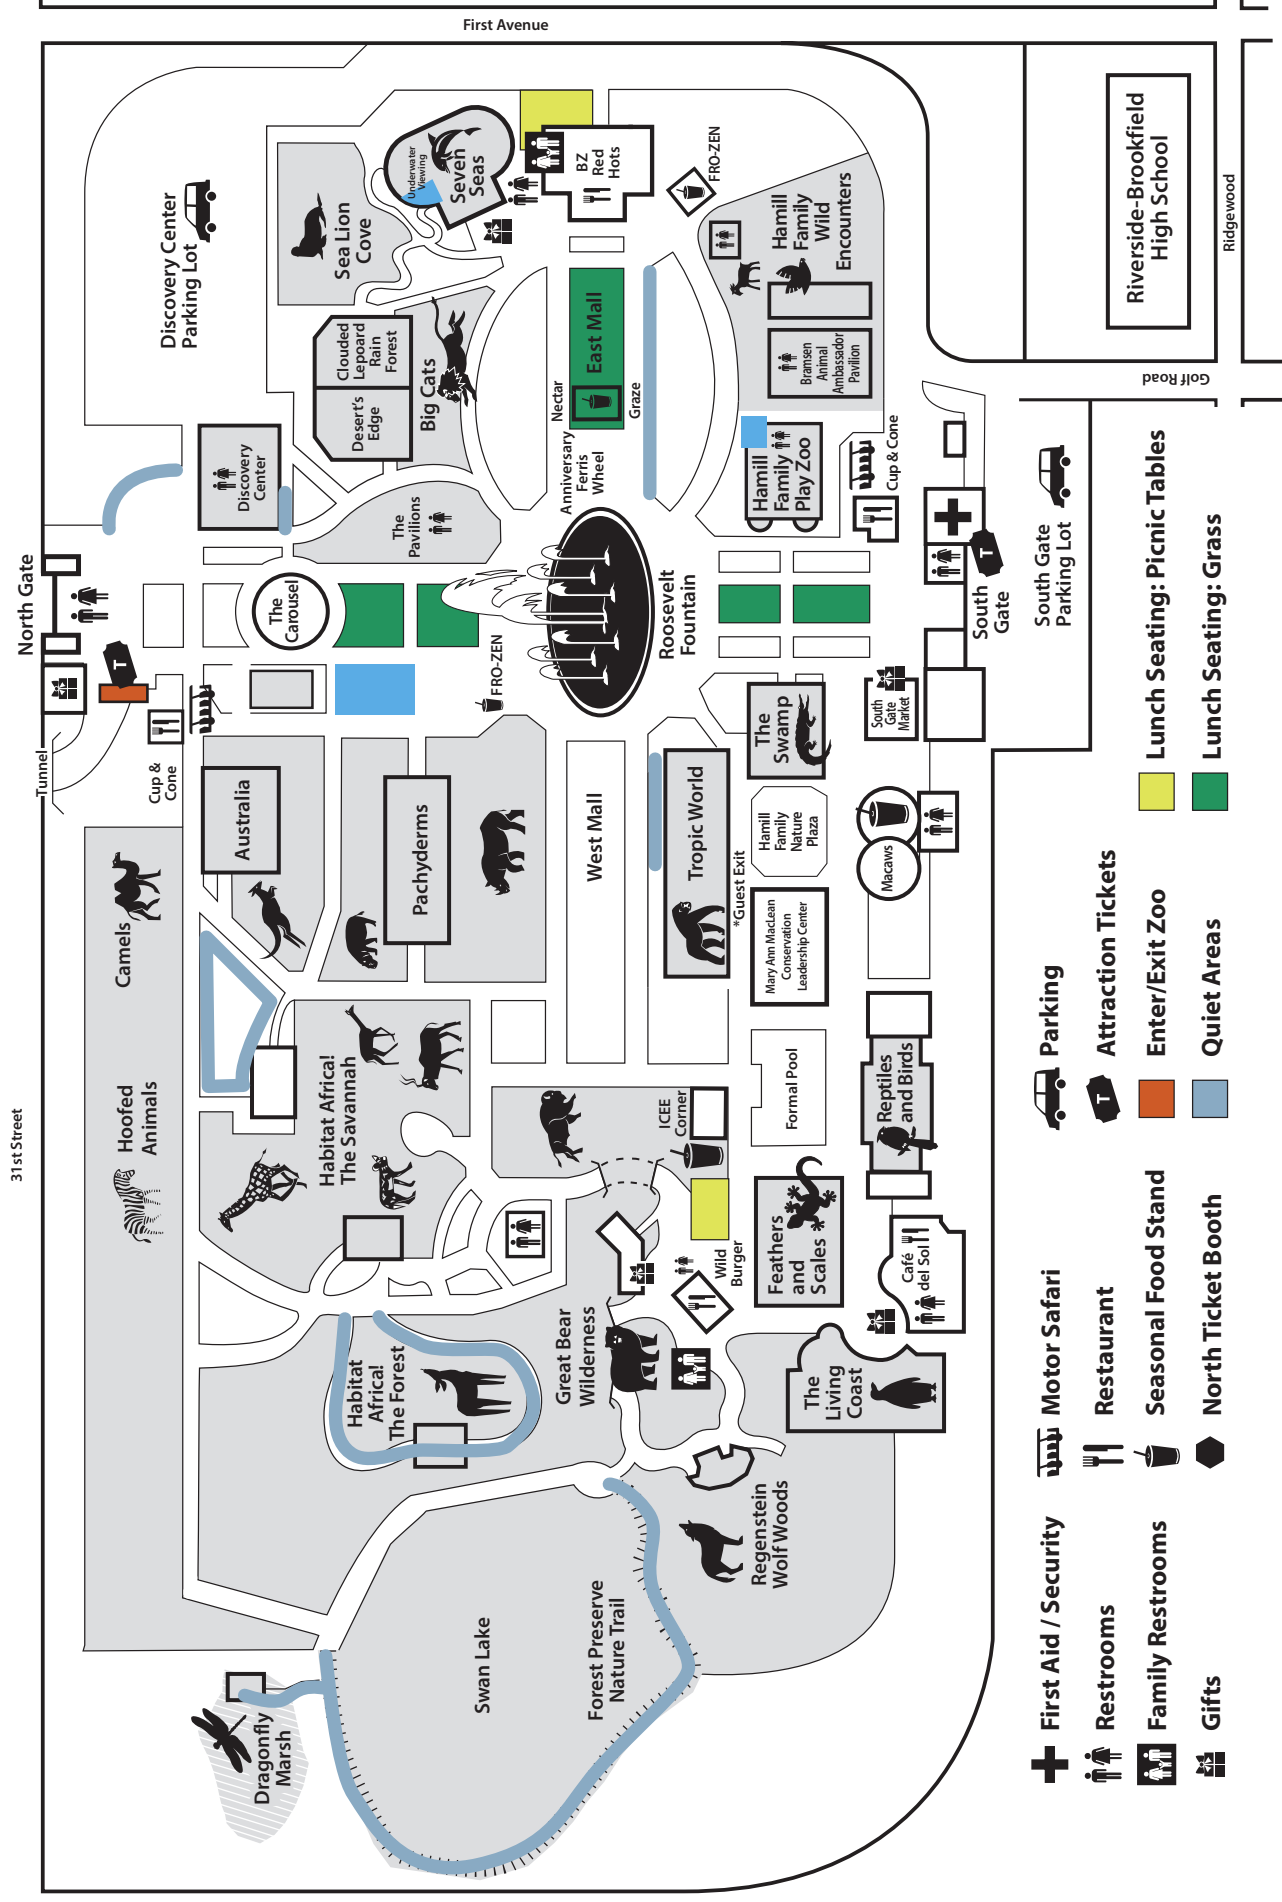 First Avenue
31st Street
Ridgewood
Golf Road
Riverside-Brookfield
High School
Discovery Center
Parking Lot
North Gate
Tunnel
Cup &
Cone
Discovery
Center
The
Carousel
The
Pavilions
Sea Lion
Cove
Underwater
Viewing
Seven
Seas
BZ
Red
Hots
FRO-ZEN
Clouded
Lepoard
Rain
Forest
Desert's
Edge
Big Cats
East Mall
Nectar
Graze
Anniversary
Ferris
Wheel
Hamill
Family
Wild
Encounters
Bramsen
Animal
Ambassador
Pavilion
Hamill
Family
Play Zoo
Cup & Cone
Roosevelt
Fountain
FRO-ZEN
South
Gate
T
South Gate
Parking Lot
South
Gate
Market
The
Swamp
T
Australia
Pachyderms
West Mall
Tropic World
*Guest Exit
Hamill
Family
Nature
Plaza
Macaws
Mary Ann MacLean
Conservation
Leadership Center
Camels
Hoofed
Animals
Habitat Africa!
The Savannah
ICEE
Corner
Formal Pool
Reptiles
and Birds
Feathers
and
Scales
Café
del Sol
Wild
Burger
Great Bear
Wilderness
Habitat
Africa!
The Forest
The
Living
Coast
Regenstein
Wolf Woods
Swan Lake
Forest Preserve
Nature Trail
Dragonfly
Marsh
First Aid / Security
Restrooms
Family Restrooms
Gifts
Motor Safari
Restaurant
Seasonal Food Stand
North Ticket Booth
Parking
T
Attraction Tickets
Enter/Exit Zoo
Quiet Areas
Lunch Seating: Picnic Tables
Lunch Seating: Grass